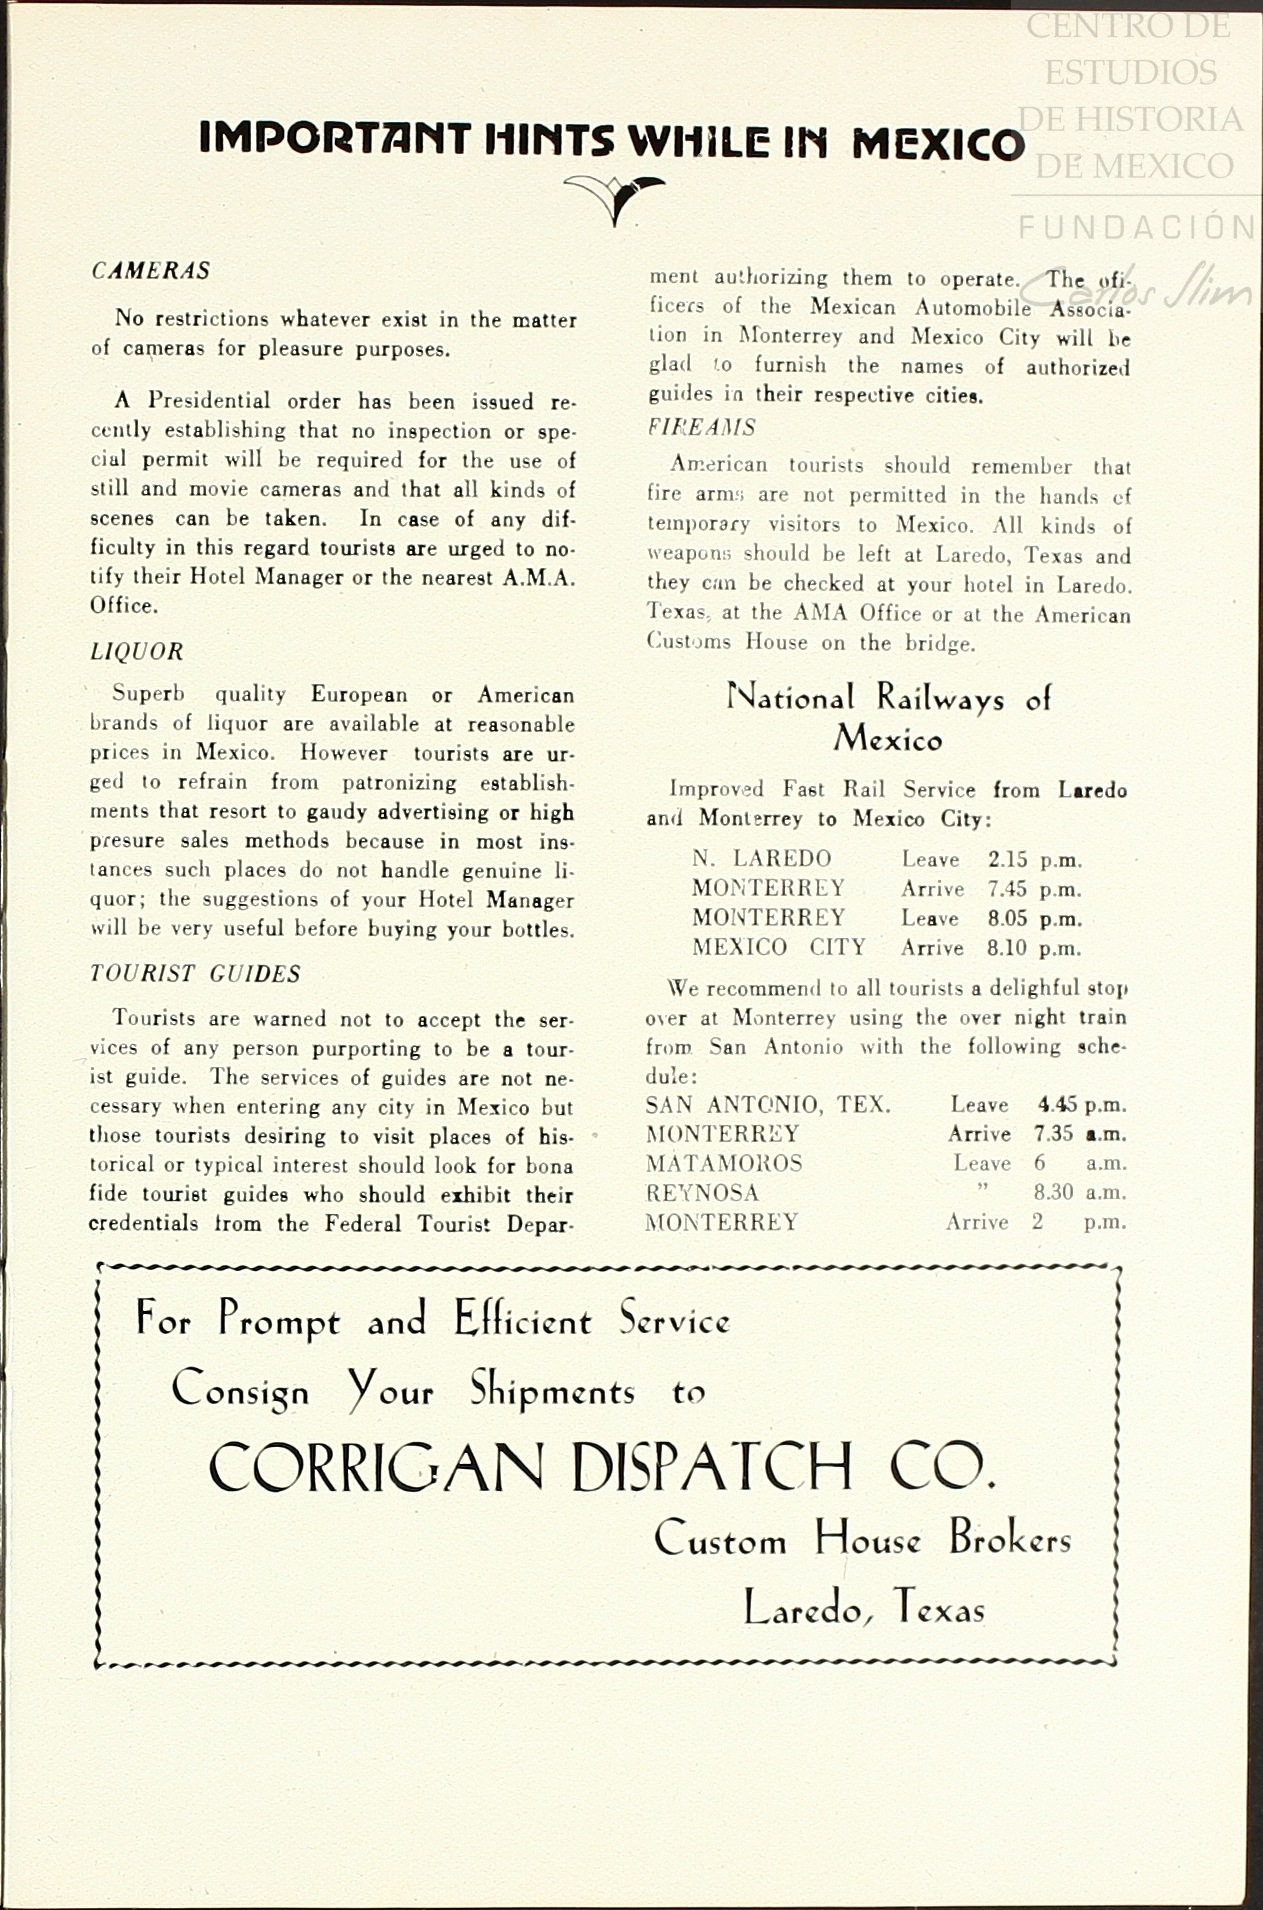 CENTRO DE
ESTUDIOS
DE HISTORIA
DE MEXICO
FUNDACIÓN
Carlos Slim
IMPORTANT HINTS WHILE IN MEXICO
CAMERAS
No restrictions whatever exist in the matter
of cameras for pleasure purposes.
A Presidential order has been issued re-
cently establishing that no inspection or spe-
cial permit will be required for the use of
still and movie cameras and that all kinds of
scenes can be taken. In case of any dif-
ficulty in this regard tourists are urged to no-
tify their Hotel Manager or the nearest A.M.A.
Office.
LIQUOR
Superb quality European or American
brands of liquor are available at reasonable
prices in Mexico. However tourists are ur-
ged to refrain from patronizing establish-
ments that resort to gaudy advertising or high
presure sales methods because in most ins-
tances such places do not handle genuine li-
quor; the suggestions of your Hotel Manager
will be very useful before buying your bottles.
TOURIST GUIDES
Tourists are warned not to accept the ser-
vices of any person purporting to be a tour-
ist guide. The services of guides are not ne-
cessary when entering any city in Mexico but
those tourists desiring to visit places of his-
torical or typical interest should look for bona
fide tourist guides who should exhibit their
credentials from the Federal Tourist Depar-
ment authorizing them to operate. The ofi-
ficers of the Mexican Automobile Associa-
tion in Monterrey and Mexico City will be
glad to furnish the names of authorized
guides in their respective cities.
FIREAMS
American tourists should remember that
fire arms are not permitted in the hands of
temporary visitors to Mexico. All kinds of
weapons should be left at Laredo, Texas and
they can be checked at your hotel in Laredo.
Texas, at the AMA Office or at the American
Customs House on the bridge.
National Railways of
Mexico
Improved Fast Rail Service from Laredo
and Monterrey to Mexico City:
N. LAREDO Leave 2.15 p.m.
MONTERREY Arrive 7.45 p.m.
MONTERREY Leave 8.05 p.m.
MEXICO CITY Arrive 8.10 p.m.
We recommend to all tourists a delighful stop
over at Monterrey using the over night train
from San Antonio with the following sche-
dule:
SAN ANTONIO, TEX. Leave 4.45 p.m.
MONTERREY Arrive 7.35 a.m.
MATAMOROS Leave 6 a.m.
REYNOSA ” 8.30 a.m.
MONTERREY Arrive 2 p.m.
For Prompt and Efficient Service
Consign Your Shipments to
CORRIGAN DISPATCH CO.
Custom House Brokers
Laredo, Texas